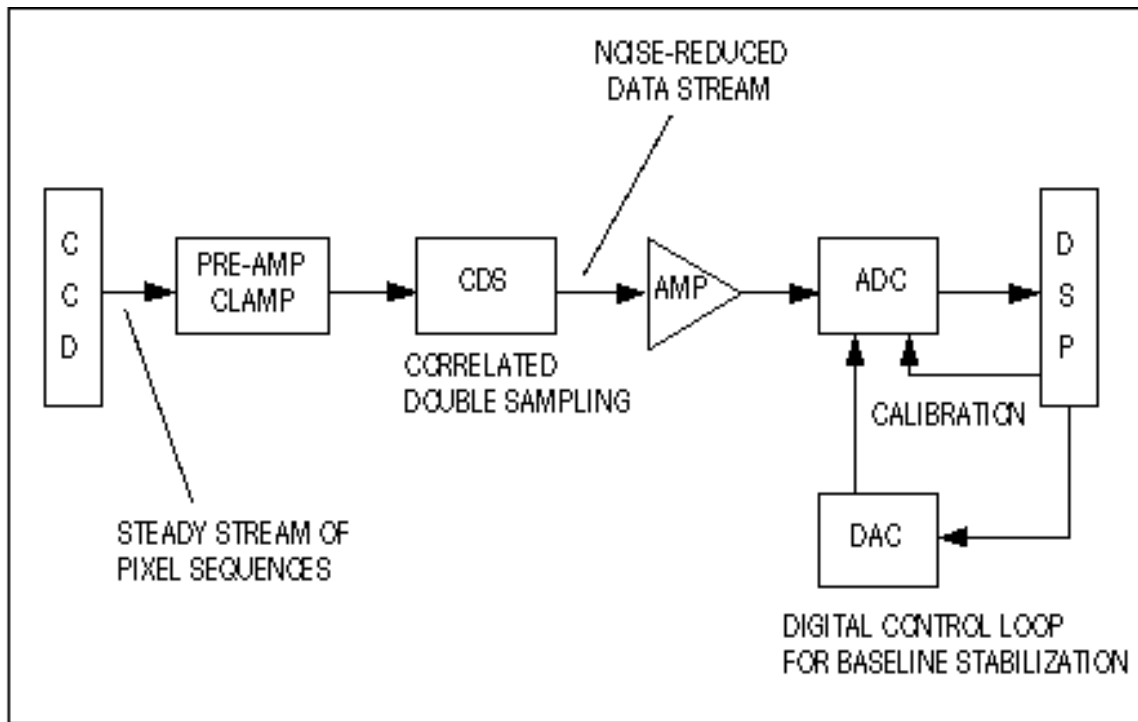 NOISE-REDUCED
DATA STREAM
C
C
D
PRE-AMP
CLAMP
CDS
AMP
ADC
D
S
P
CORRELATED
DOUBLE SAMPLING
CALIBRATION
STEADY STREAM OF
PIXEL SEQUENCES
DAC
DIGITAL CONTROL LOOP
FOR BASELINE STABILIZATION